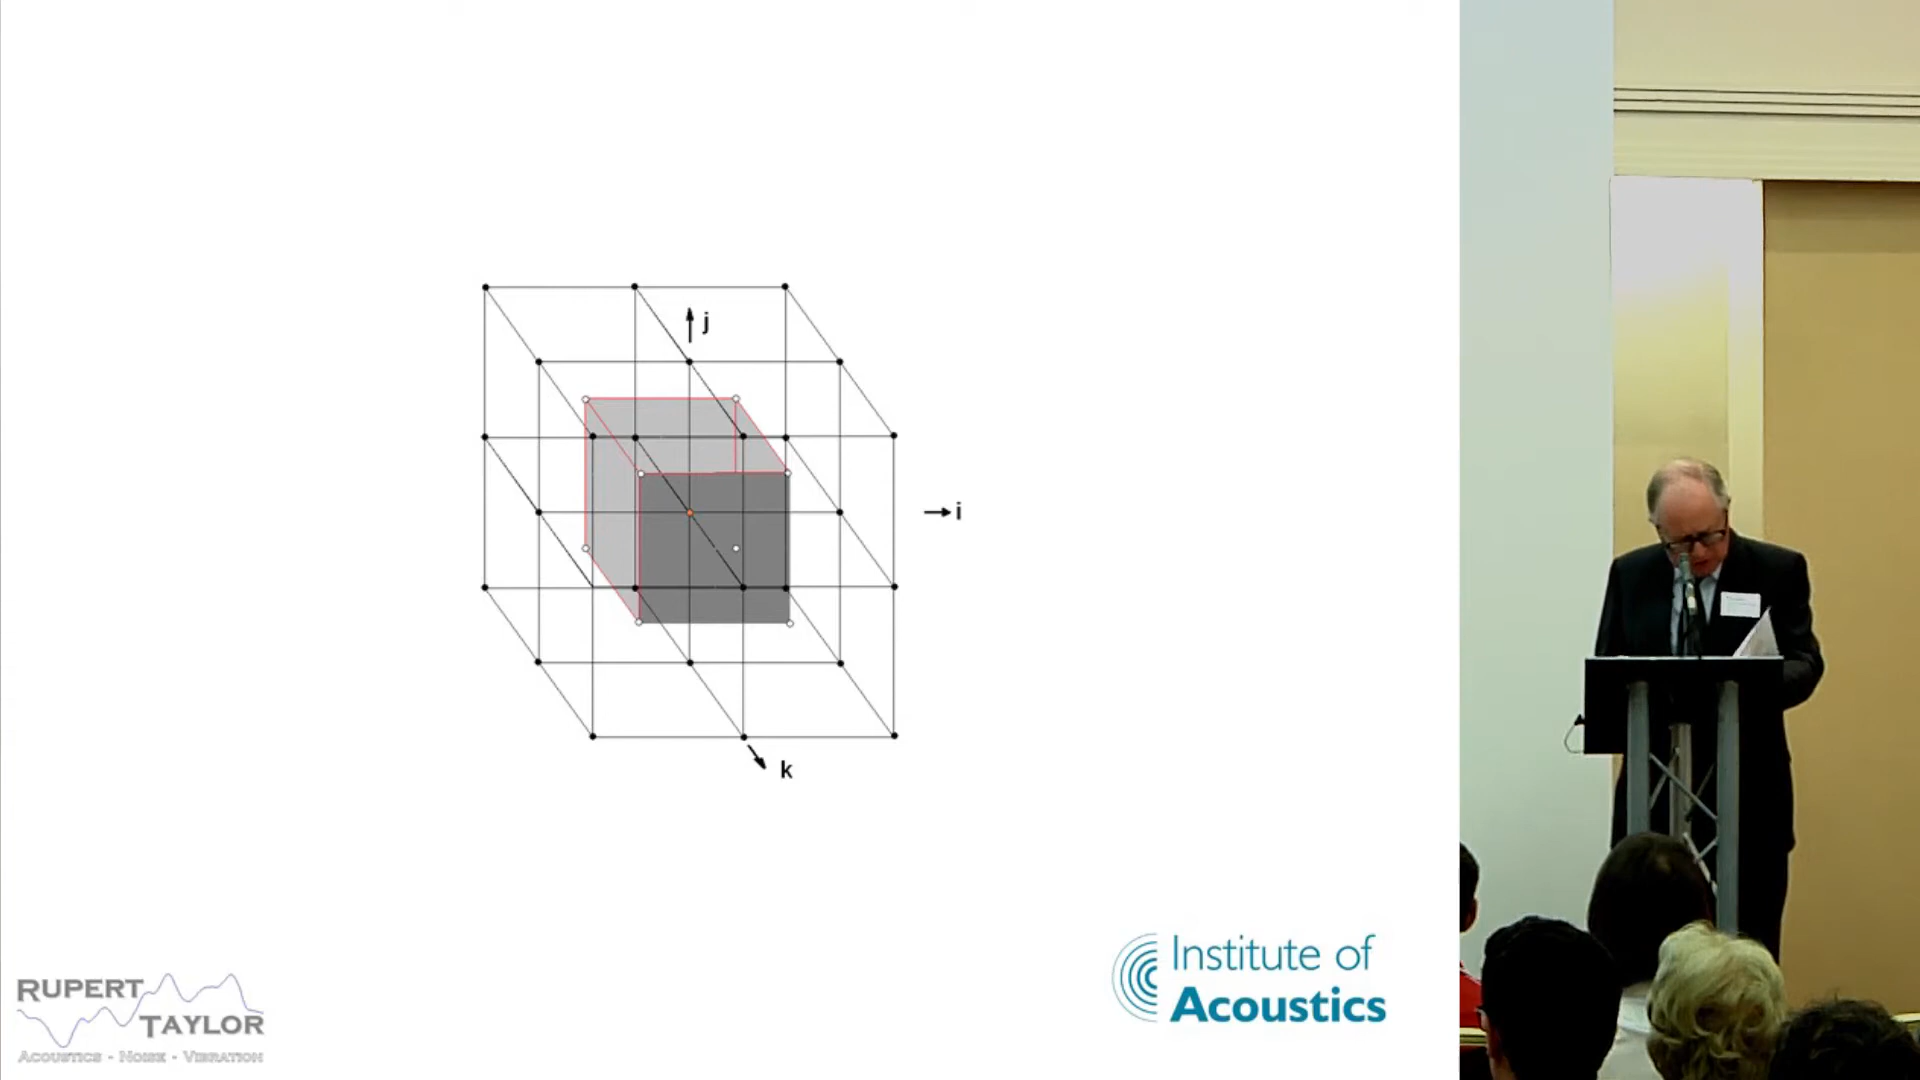 j
i
k
RUPERT
TAYLOR
ACOUSTICS - NOISE - VIBRATION
Institute of
Acoustics